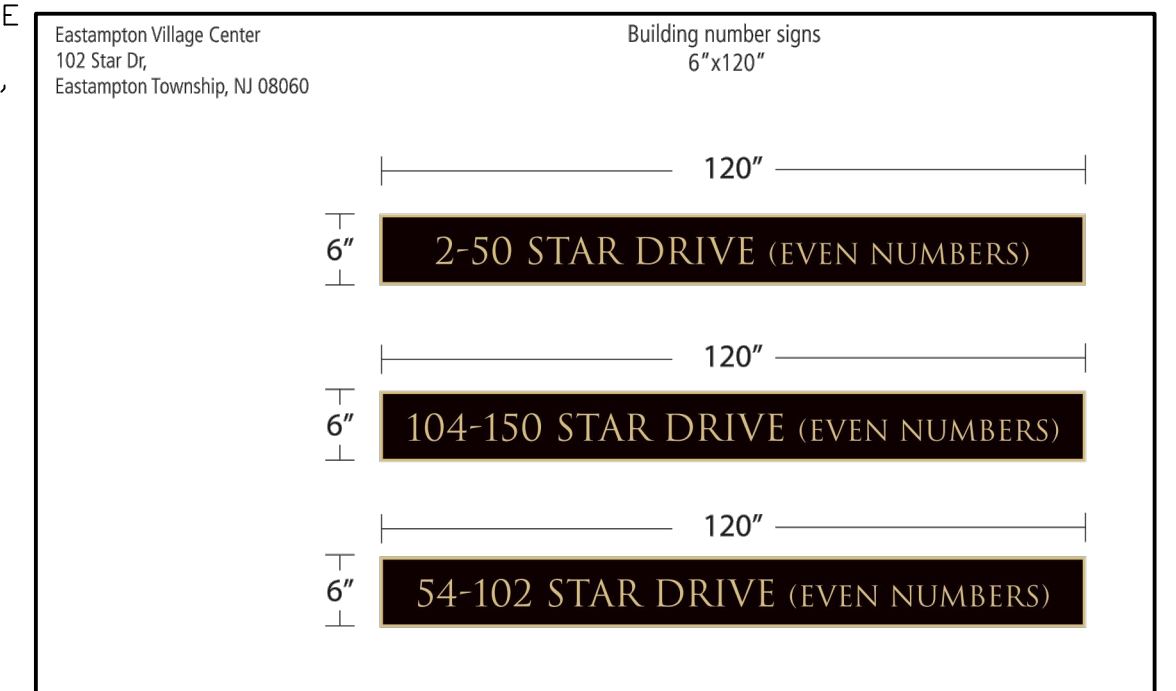 E
Eastampton Village Center
102 Star Dr,
Eastampton Township, NJ 08060
Building number signs
6"x120"
120"
6"
2-50 STAR DRIVE (EVEN NUMBERS)
120"
6"
104-150 STAR DRIVE (EVEN NUMBERS)
120"
6"
54-102 STAR DRIVE (EVEN NUMBERS)